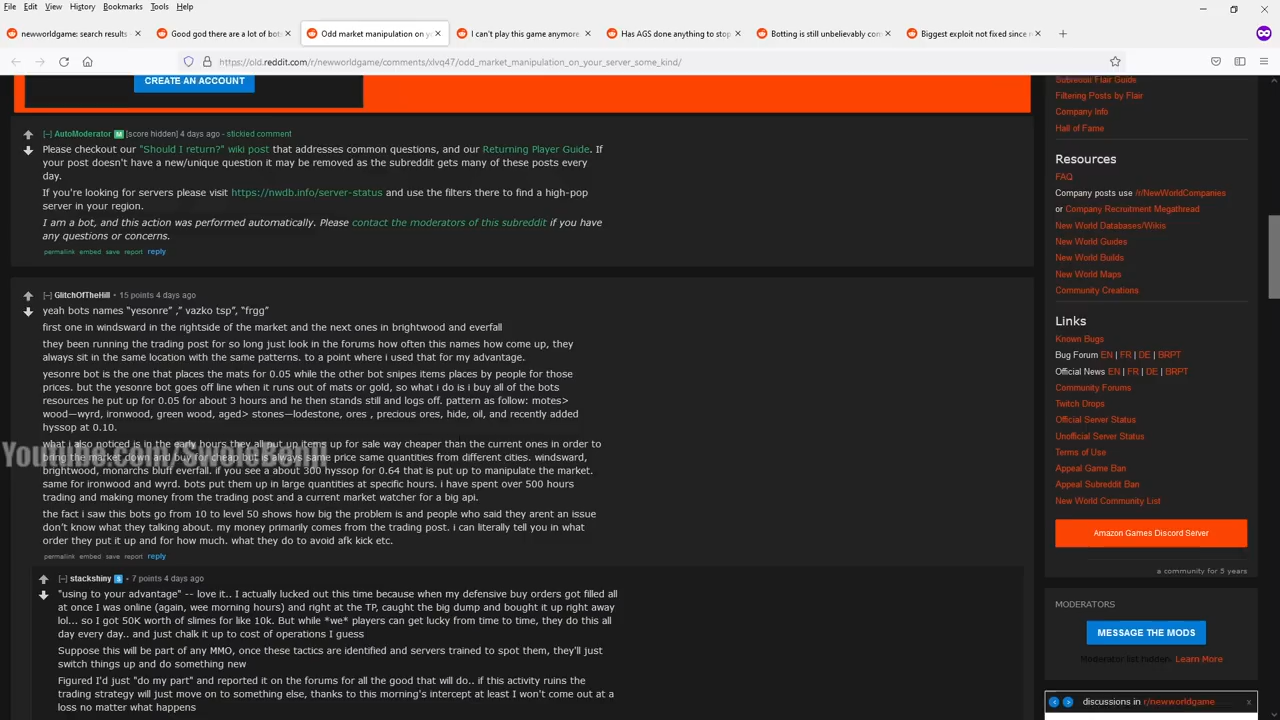 File Edit View History Bookmarks Tools Help
newworldgame: search results
Good god there are a lot of bot
Odd market manipulation on y
I can't play this game anymore.
Has AGS done anything to stop
Botting is still unbelievably con
Biggest exploit not fixed since r
https://old.reddit.com/r/newworldgame/comments/xlvq47/odd_market_manipulation_on_your_server_some_kind/
CREATE AN ACCOUNT
[–] AutoModerator M [score hidden] 4 days ago - stickied comment
Please checkout our "Should I return?" wiki post that addresses common questions, and our Returning Player Guide. If
your post doesn't have a new/unique question it may be removed as the subreddit gets many of these posts every
day.
If you're looking for servers please visit https://nwdb.info/server-status and use the filters there to find a high-pop
server in your region.
I am a bot, and this action was performed automatically. Please contact the moderators of this subreddit if you have
any questions or concerns.
permalink embed save report reply
[–] GlitchOfTheHill • 15 points 4 days ago
yeah bots names “yesonre” ,” vazko tsp”, “frgg”
first one in windsward in the rightside of the market and the next ones in brightwood and everfall
they been running the trading post for so long just look in the forums how often this names how come up, they
always sit in the same location with the same patterns. to a point where i used that for my advantage.
yesonre bot is the one that places the mats for 0.05 while the other bot snipes items places by people for those
prices. but the yesonre bot goes off line when it runs out of mats or gold, so what i do is i buy all of the bots
resources he put up for 0.05 for about 3 hours and he then stands still and logs off. pattern as follow: motes>
wood—wyrd, ironwood, green wood, aged> stones—lodestone, ores , previous ores, hide, oil, and recently added
hyssop at 0.10.
what i also noticed is in the early hours they all put up items up for sale way cheaper than the current ones in order to
bring the market down and buy for cheap but is always same price same quantities from different cities. windsward,
brightwood, monarchs bluff everfall. if you see a about 300 hyssop for 0.64 that is put up to manipulate the market.
same for ironwood and wyrd. bots put them up in large quantities at specific hours. i have spent over 500 hours
trading and making money from the trading post and a current market watcher for a big api.
the fact i saw this bots go from 10 to level 50 shows how big the problem is and people who said they arent an issue
don’t know what they talking about. my money primarily comes from the trading post. i can literally tell you in what
order they put it up and for how much. what they do to avoid afk kick etc.
permalink embed save report reply
[–] stackshiny S • 7 points 4 days ago
"using to your advantage" -- love it.. I actually lucked out this time because when my defensive buy orders got filled all
at once I was online (again, wee morning hours) and right at the TP, caught the big dump and bought it up right away
lol... so I got 50K worth of slimes for like 10k. But while *we* players can get lucky from time to time, they do this all
day every day.. and just chalk it up to cost of operations I guess
Suppose this will be part of any MMO, once these tactics are identified and servers trained to spot them, they'll just
switch things up and do something new
Figured I'd just "do my part" and reported it on the forums for all the good that will do.. if this activity ruins the
trading strategy will just move on to something else, thanks to this morning's intercept at least I won't come out at a
loss no matter what happens
Subwoou Flair Guide
Filtering Posts by Flair
Company Info
Hall of Fame
Resources
FAQ
Company posts use /r/NewWorldCompanies
or Company Recruitment Megathread
New World Databases/Wikis
New World Guides
New World Builds
New World Maps
Community Creations
Links
Known Bugs
Bug Forum EN | FR | DE | BRPT
Official News EN | FR | DE | BRPT
Community Forums
Twitch Drops
Official Server Status
Unofficial Server Status
Terms of Use
Appeal Game Ban
Appeal Subreddit Ban
New World Community List
Amazon Games Discord Server
a community for 5 years
MODERATORS
MESSAGE THE MODS
Moderator list hidden. Learn More
discussions in r/newworldgame x